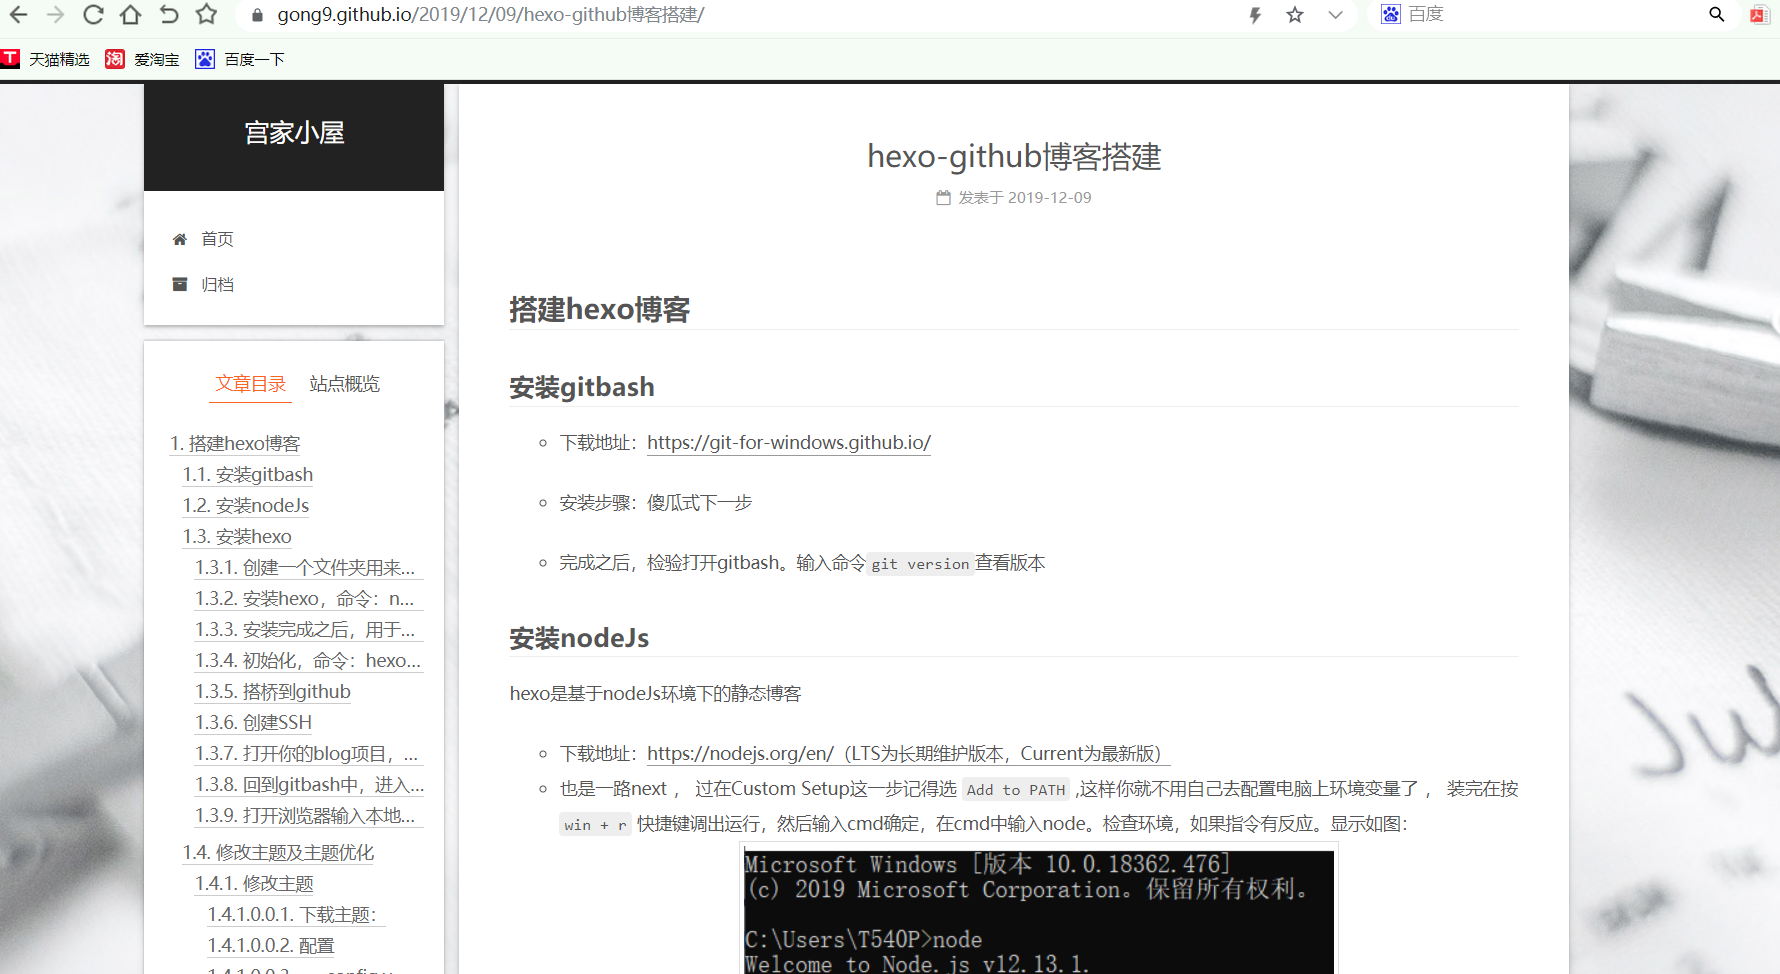 gong9.github.io/2019/12/09/hexo-github博客搭建/
百度
天猫精选 爱淘宝 百度一下
宫家小屋
首页
归档
文章目录 站点概览
1. 搭建hexo博客
1.1. 安装gitbash
1.2. 安装nodeJs
1.3. 安装hexo
1.3.1. 创建一个文件夹用来...
1.3.2. 安装hexo，命令：n...
1.3.3. 安装完成之后，用于...
1.3.4. 初始化，命令：hexo...
1.3.5. 搭桥到github
1.3.6. 创建SSH
1.3.7. 打开你的blog项目，...
1.3.8. 回到gitbash中，进入...
1.3.9. 打开浏览器输入本地...
1.4. 修改主题及主题优化
1.4.1. 修改主题
1.4.1.0.0.1. 下载主题：
1.4.1.0.0.2. 配置
hexo-github博客搭建
发表于 2019-12-09
搭建hexo博客
安装gitbash
下载地址：https://git-for-windows.github.io/
安装步骤：傻瓜式下一步
完成之后，检验打开gitbash。输入命令git version查看版本
安装nodeJs
hexo是基于nodeJs环境下的静态博客
下载地址：https://nodejs.org/en/（LTS为长期维护版本，Current为最新版）
也是一路next ， 过在Custom Setup这一步记得选 Add to PATH ,这样你就不用自己去配置电脑上环境变量了 ， 装完在按
win + r 快捷键调出运行，然后输入cmd确定，在cmd中输入node。检查环境，如果指令有反应。显示如图：
Microsoft Windows [版本 10.0.18362.476]
(c) 2019 Microsoft Corporation。保留所有权利。
C:\Users\T540P>node
Welcome to Node.js v12.13.1.